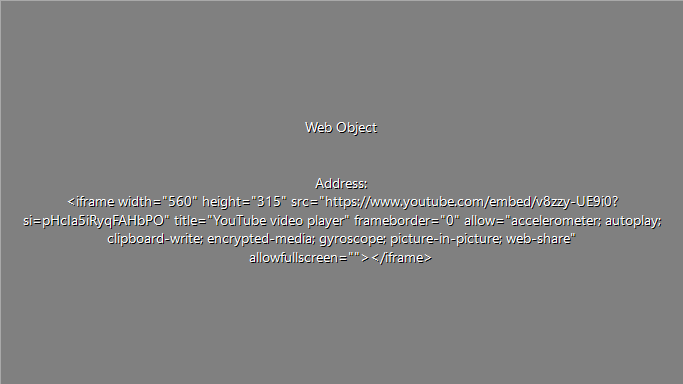 Web Object
Address:
<iframe width="560" height="315" src="https://www.youtube.com/embed/v8zzy-UE9i0?
si=pHcIa5iRyqFAHbPO" title="YouTube video player" frameborder="0" allow="accelerometer; autoplay;
clipboard-write; encrypted-media; gyroscope; picture-in-picture; web-share"
allowfullscreen=""></iframe>